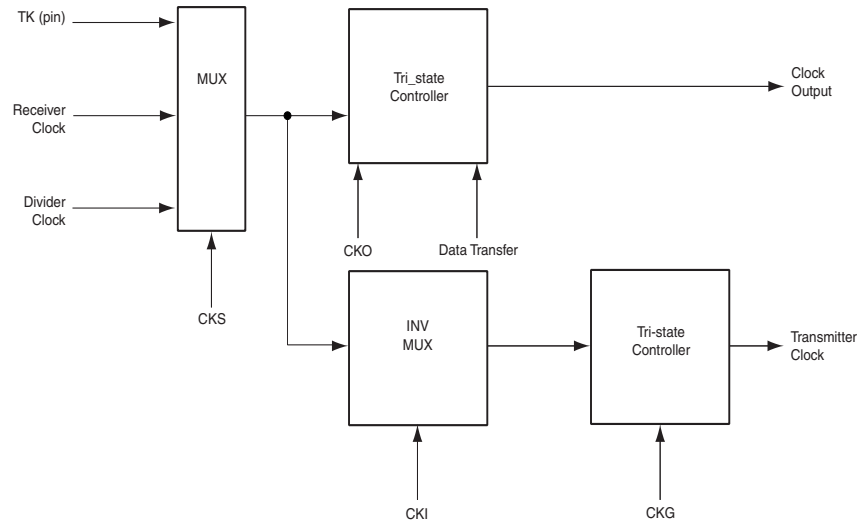 TK (pin)
MUX
Tri_state
Controller
Clock
Output
Receiver
Clock
Divider
Clock
CKO
Data Transfer
CKS
INV
MUX
Tri-state
Controller
Transmitter
Clock
CKI
CKG